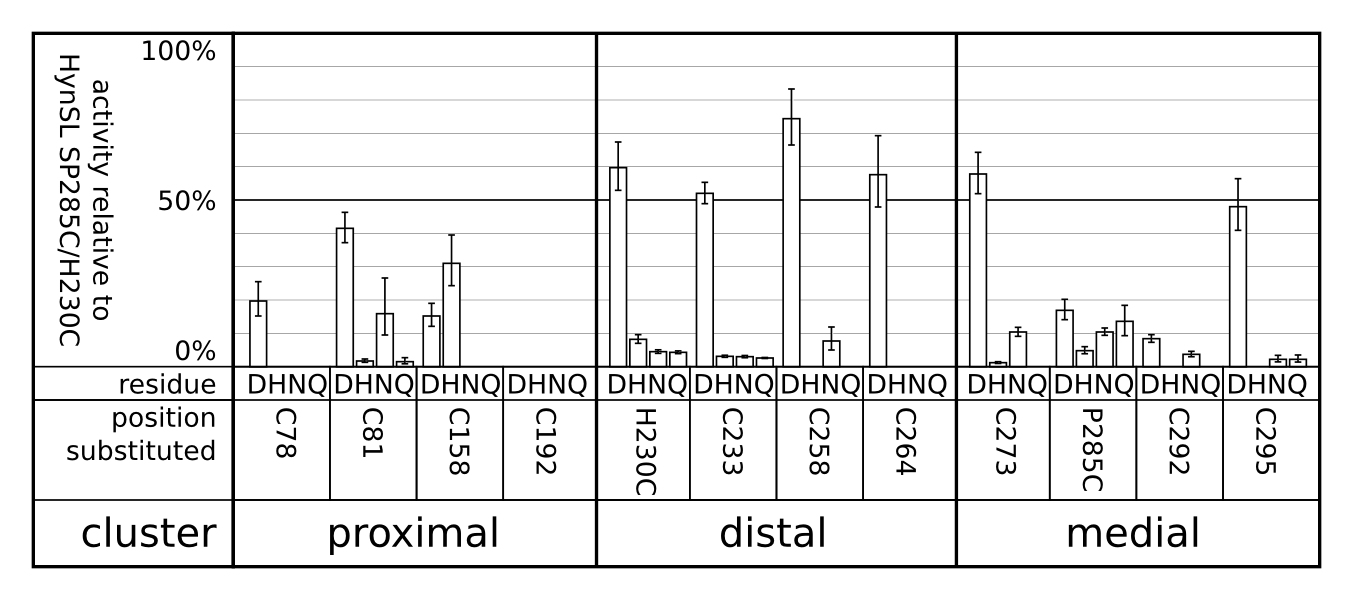 activity relative to
HynSL SP285C/H230C
100%
50%
0%
residue DHNQ DHNQ DHNQ DHNQ DHNQ DHNQ DHNQ DHNQ DHNQ DHNQ DHNQ DHNQ
position
substituted
C78 C81 C158 C192 H230C C233 C258 C264 C273 P285C C292 C295
cluster proximal distal medial